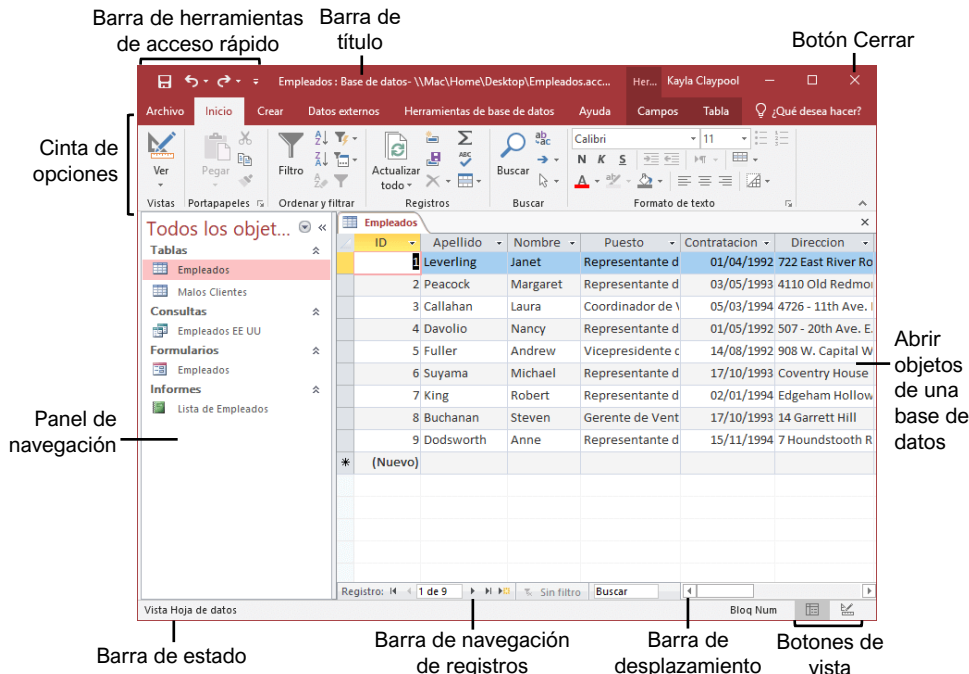 Barra de herramientas
de acceso rápido
Barra de
título
Botón Cerrar
Empleados : Base de datos- \\Mac\Home\Desktop\Empleados.acc...
Her...
Kayla Claypool
Archivo Inicio Crear Datos externos Herramientas de base de datos Ayuda Campos Tabla ¿Qué desea hacer?
Cinta de
opciones
Ver
Pegar
Filtro
Actualizar
todo
ABC
Buscar
ab
ac
Calibri
11
N K S
A
Vistas Portapapeles Ordenar y filtrar Registros Buscar Formato de texto
Todos los objet...
Tablas
Empleados
Malos Clientes
Consultas
Empleados EE UU
Formularios
Empleados
Informes
Lista de Empleados
Empleados
ID Apellido Nombre Puesto Contratacion Direccion
1 Leverling Janet Representante d 01/04/1992 722 East River Ro
2 Peacock Margaret Representante d 03/05/1993 4110 Old Redmo
3 Callahan Laura Coordinador de 05/03/1994 4726 - 11th Ave.
4 Davolio Nancy Representante d 01/05/1992 507 - 20th Ave. E.
5 Fuller Andrew Vicepresidente c 14/08/1992 908 W. Capital W
6 Suyama Michael Representante d 17/10/1993 Coventry House
7 King Robert Representante d 02/01/1994 Edgeham Hollow
8 Buchanan Steven Gerente de Vent 17/10/1993 14 Garrett Hill
9 Dodsworth Anne Representante d 15/11/1994 7 Houndstooth R
(Nuevo)
Abrir
objetos
de una
base de
datos
Panel de
navegación
Registro: 1 de 9 Sin filtro Buscar
Vista Hoja de datos
Bloq Num
Barra de estado
Barra de navegación
de registros
Barra de
desplazamiento
Botones de
vista